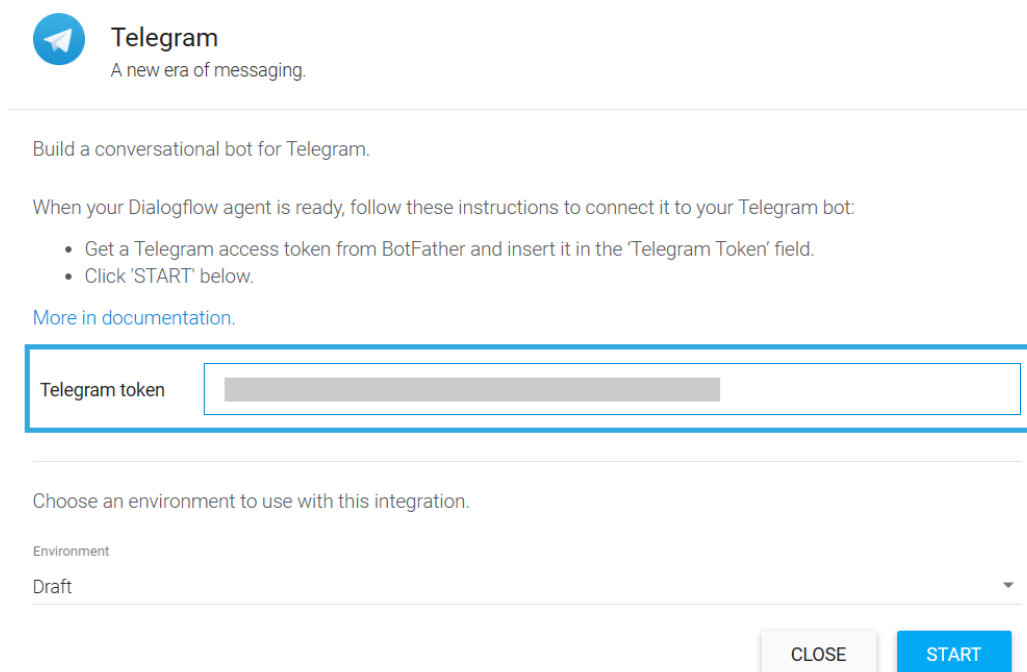 Telegram
A new era of messaging.
Build a conversational bot for Telegram.
When your Dialogflow agent is ready, follow these instructions to connect it to your Telegram bot:
• Get a Telegram access token from BotFather and insert it in the ‘Telegram Token’ field.
• Click 'START' below.
More in documentation.
Telegram token
Choose an environment to use with this integration.
Environment
Draft
CLOSE START